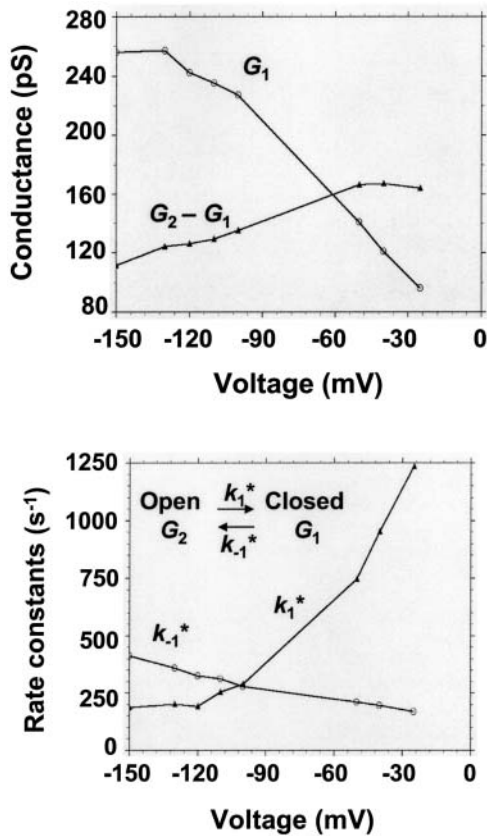 Conductance (pS)
280
240
200
160
120
80
G1
G2 – G1
-150 -120 -90 -60 -30 0
Voltage (mV)
Rate constants (s-1)
1250
1000
750
500
250
0
Open k1* Closed
G2 k-1* G1
k1*
k-1*
-150 -120 -90 -60 -30 0
Voltage (mV)